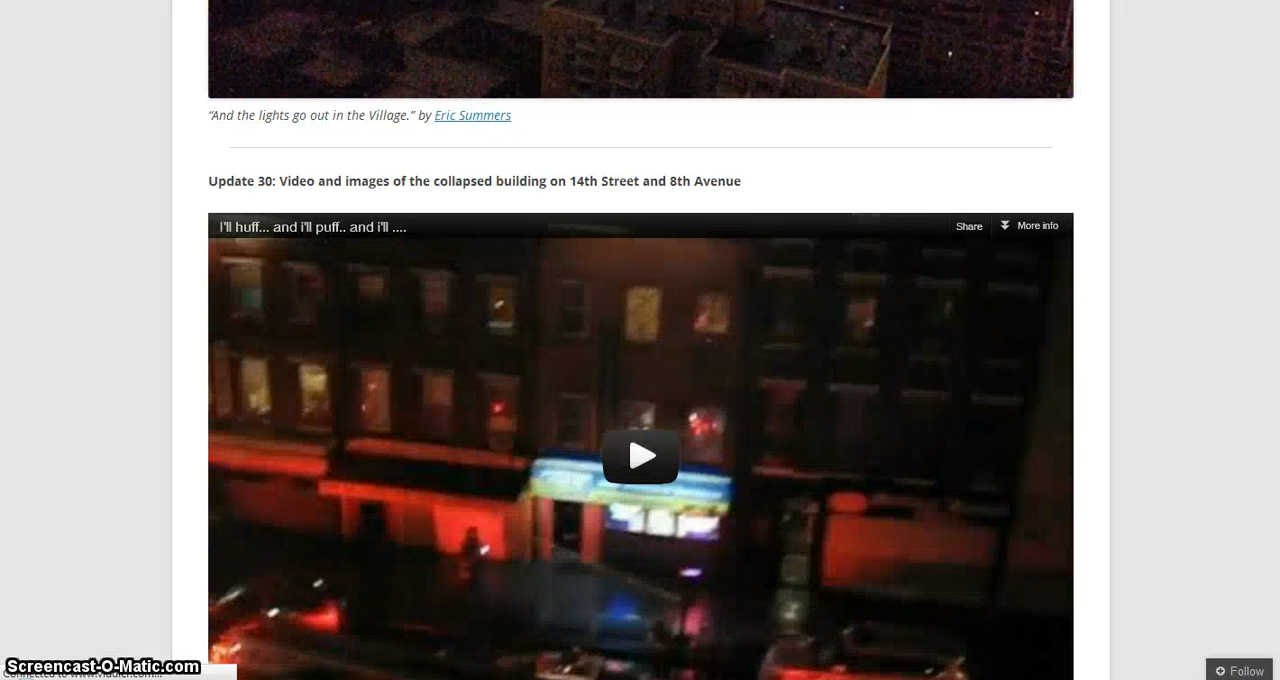 “And the lights go out in the Village.” by Eric Summers
Update 30: Video and images of the collapsed building on 14th Street and 8th Avenue
I'll huff... and i'll puff.. and i'll ....
Share
More info
Screencast-O-Matic.com
Follow